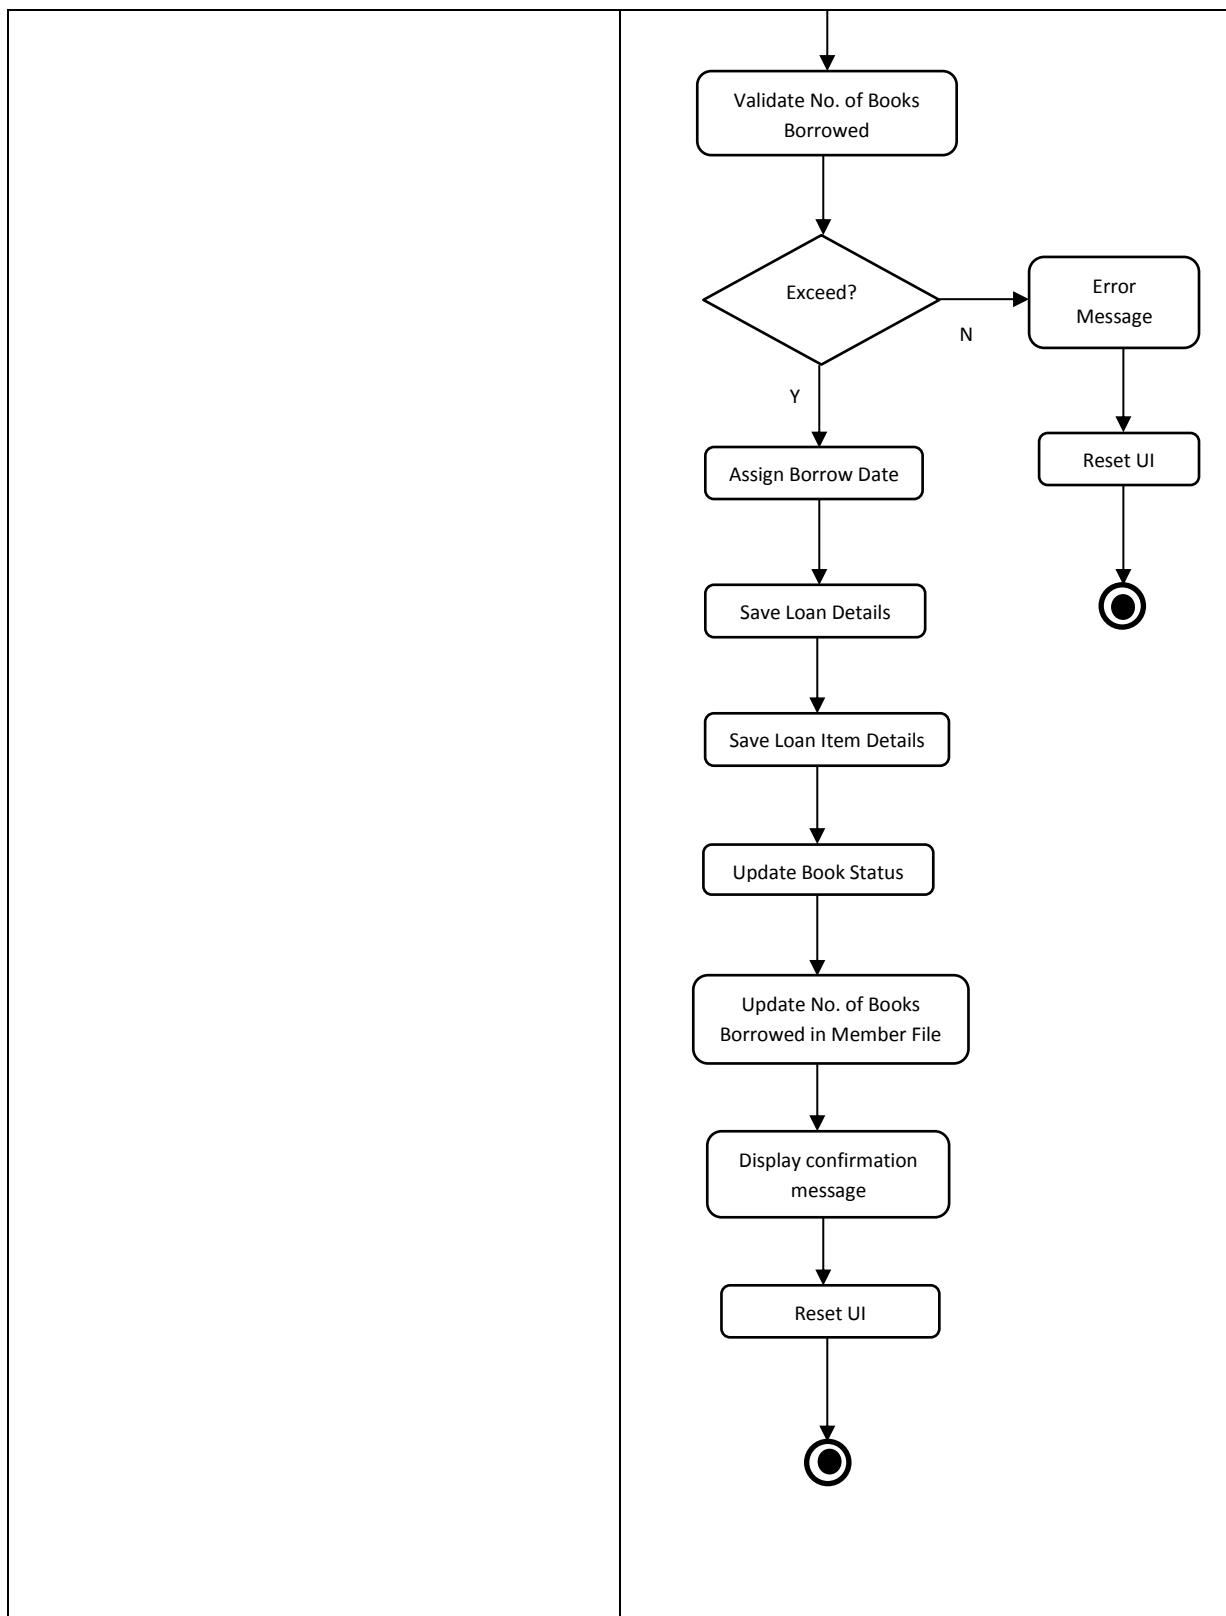 Validate No. of Books
Borrowed
Exceed?
Error
Message
N
Y
Assign Borrow Date
Reset UI
Save Loan Details
Save Loan Item Details
Update Book Status
Update No. of Books
Borrowed in Member File
Display confirmation
message
Reset UI